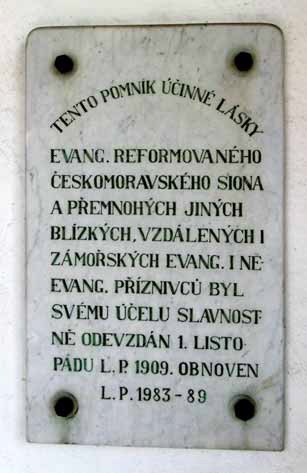 TENTO POMNÍK ÚČINNÉ LÁSKY
EVANG. REFORMOVANÉHO
ČESKOMORAVSKÉHO SIONA
A PŘEMNOHÝCH JINÝCH
BLÍZKÝCH, VZDÁLENÝCH I
ZÁMOŘSKÝCH EVANG. I NE-
EVANG. PŘÍZNIVCŮ BYL
SVÉMU ÚČELU SLAVNOST-
NĚ ODEVZDÁN 1. LISTO-
PÁDU L.P. 1909. OBNOVEN
L.P. 1983-89